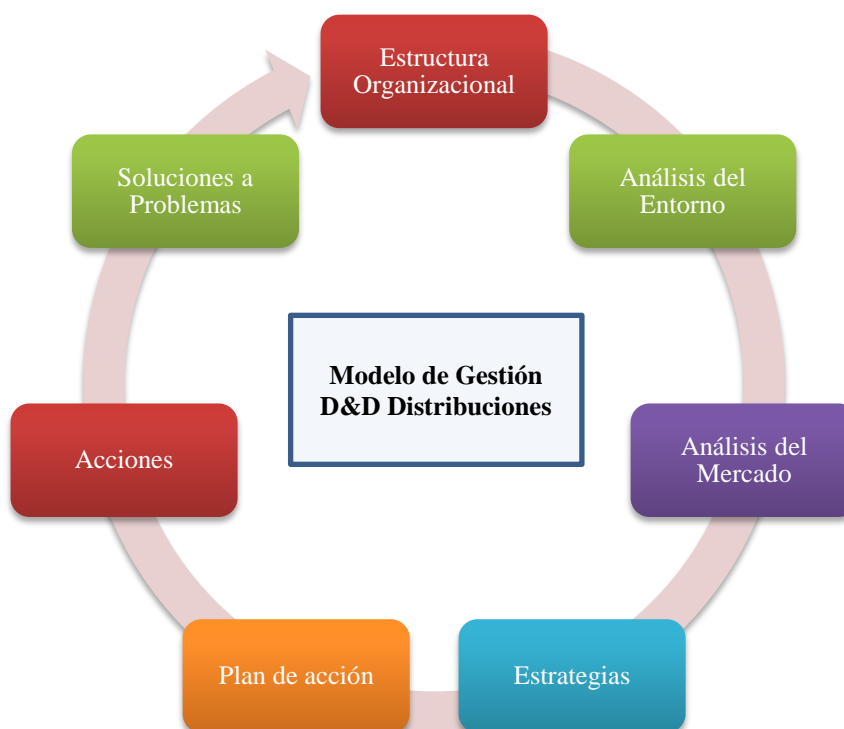 Estructura
Organizacional
Análisis del
Entorno
Análisis del
Mercado
Estrategias
Plan de acción
Acciones
Soluciones a
Problemas
Modelo de Gestión
D&D Distribuciones